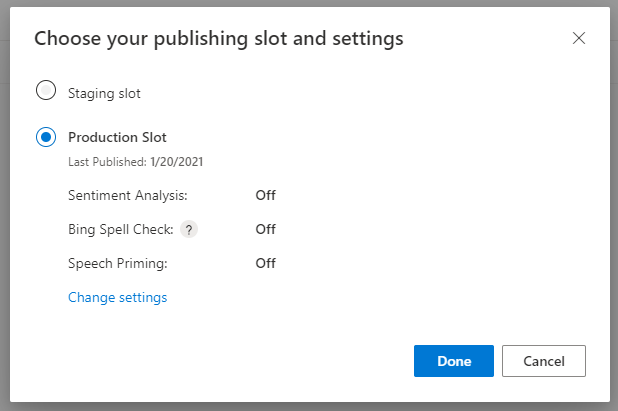 Choose your publishing slot and settings
Staging slot
Production Slot
Last Published: 1/20/2021
Sentiment Analysis: Off
Bing Spell Check: ? Off
Speech Priming: Off
Change settings
Done Cancel